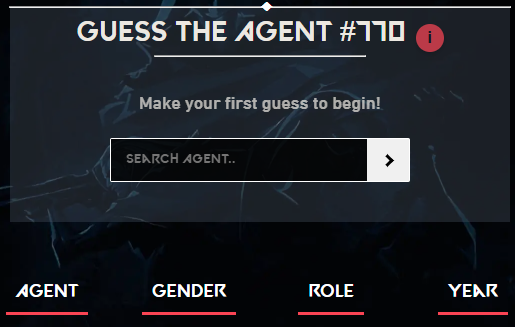 GUESS THE AGENT #770
i
Make your first guess to begin!
SEARCH AGENT..
AGENT GENDER ROLE YEAR